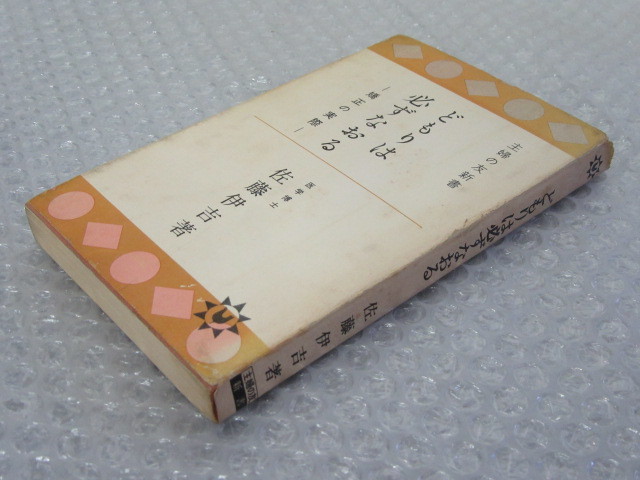 主婦の友新書
どもりは
必ずなおる
―矯正の実際―
医学博士
佐藤伊吉著
どもりは必ずなおる
佐藤伊吉著